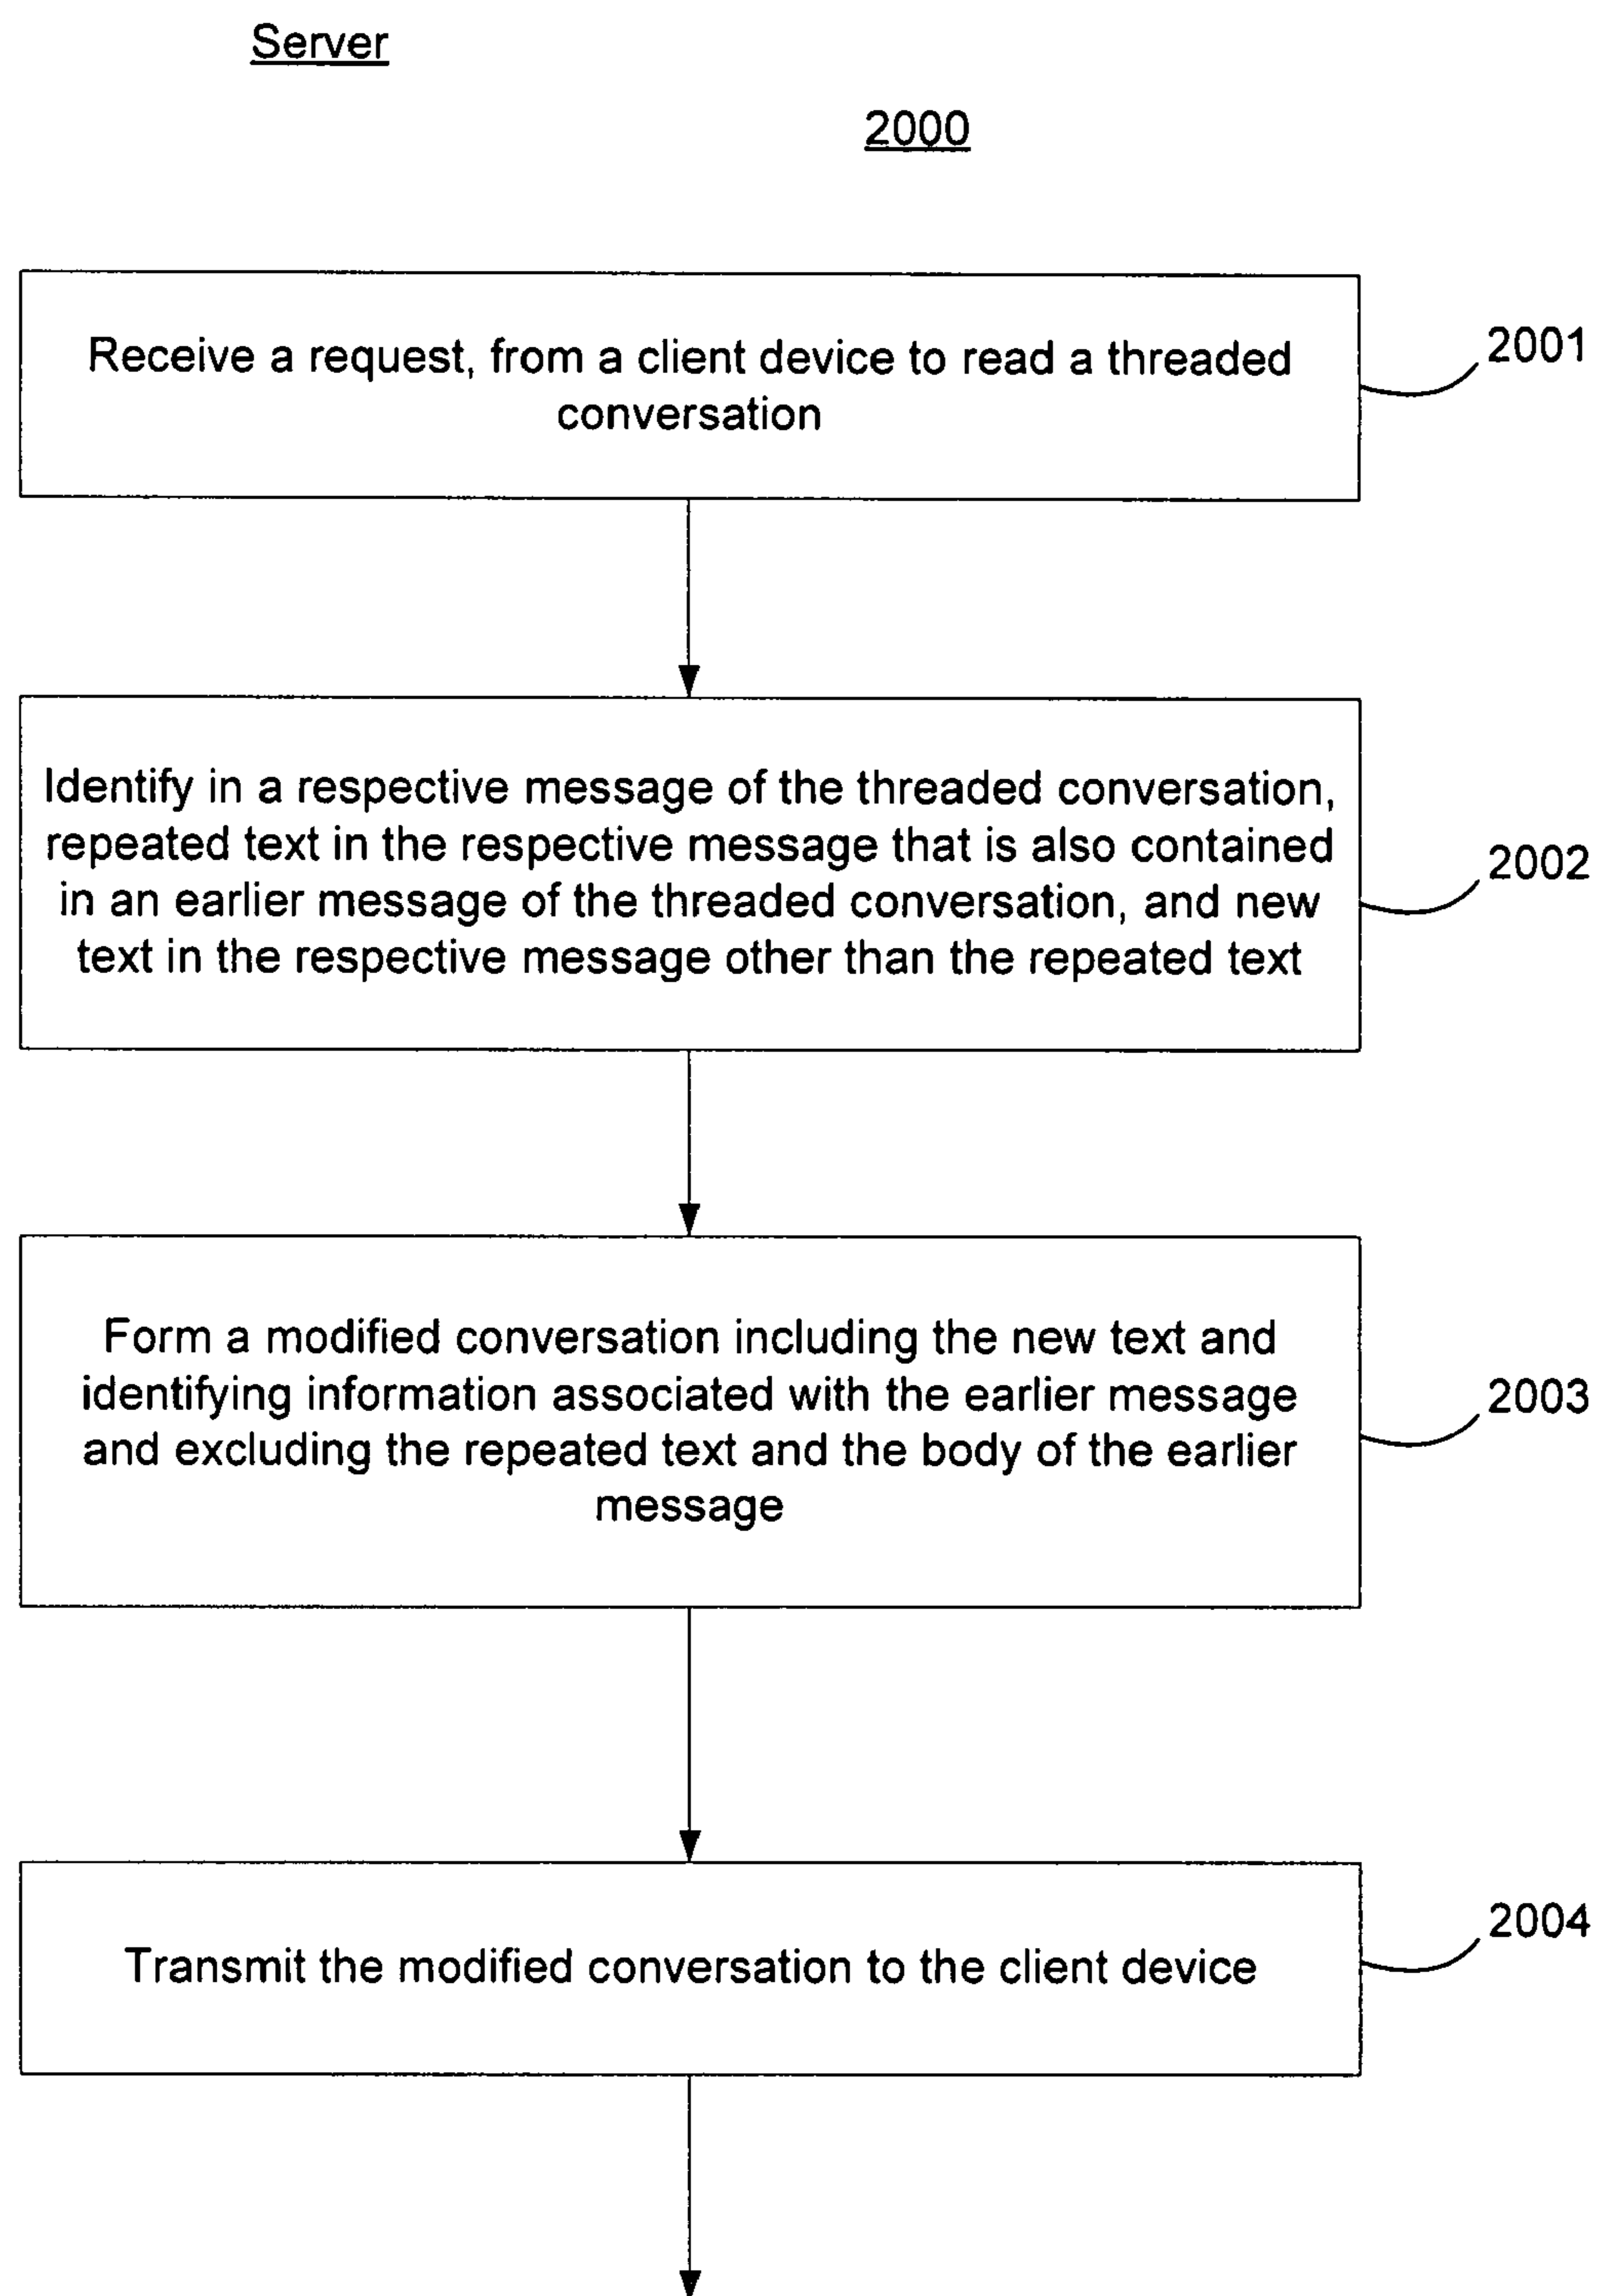 Server
2000
Receive a request, from a client device to read a threaded
conversation
2001
Identify in a respective message of the threaded conversation,
repeated text in the respective message that is also contained
in an earlier message of the threaded conversation, and new
text in the respective message other than the repeated text
2002
Form a modified conversation including the new text and
identifying information associated with the earlier message
and excluding the repeated text and the body of the earlier
message
2003
Transmit the modified conversation to the client device
2004